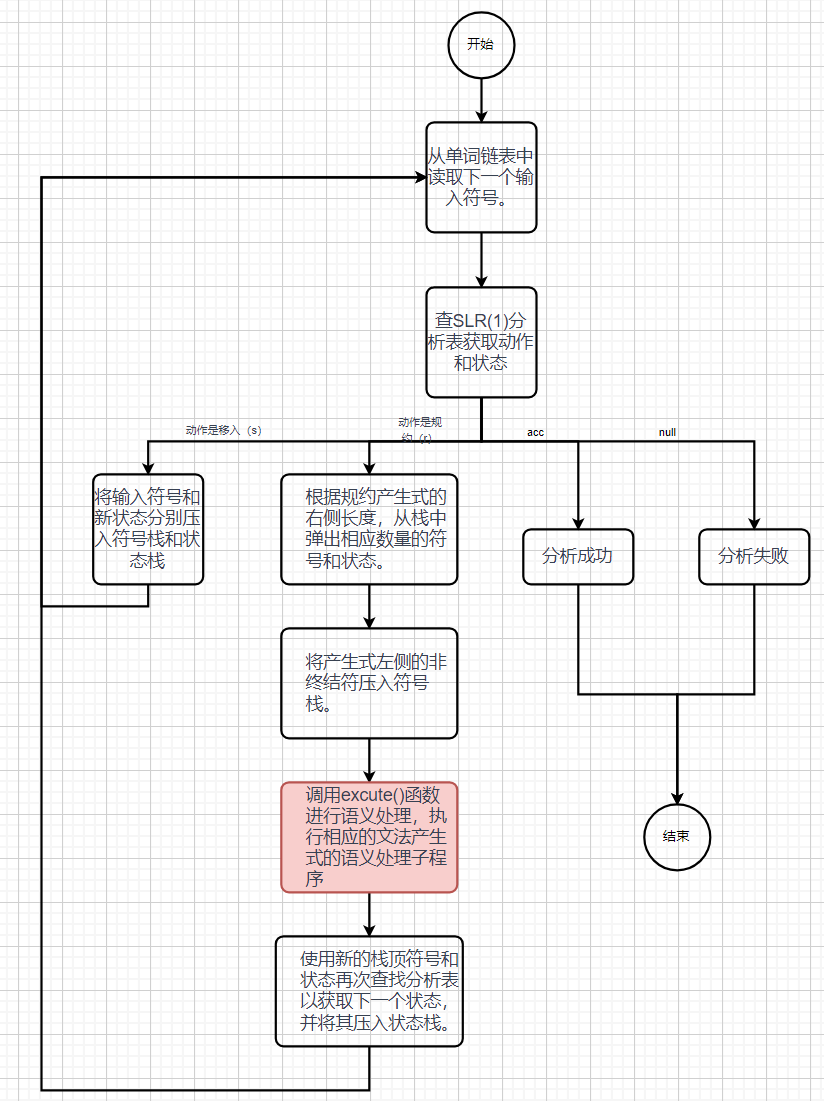 开始
从单词链表中
读取下一个输
入符号。
查SLR(1)分
析表获取动作
和状态
动作是移入（s）
动作是规
约（r）
acc
null
将输入符号和
新状态分别压
入符号栈和状
态栈
根据规约产生式的
右侧长度，从栈中
弹出相应数量的符
号和状态。
分析成功
分析失败
将产生式左侧的非
终结符压入符号
栈。
调用excute()函数
进行语义处理，执
行相应的文法产生
式的语义处理子程
序
结束
使用新的栈顶符号和
状态再次查找分析表
以获取下一个状态，
并将其压入状态栈。